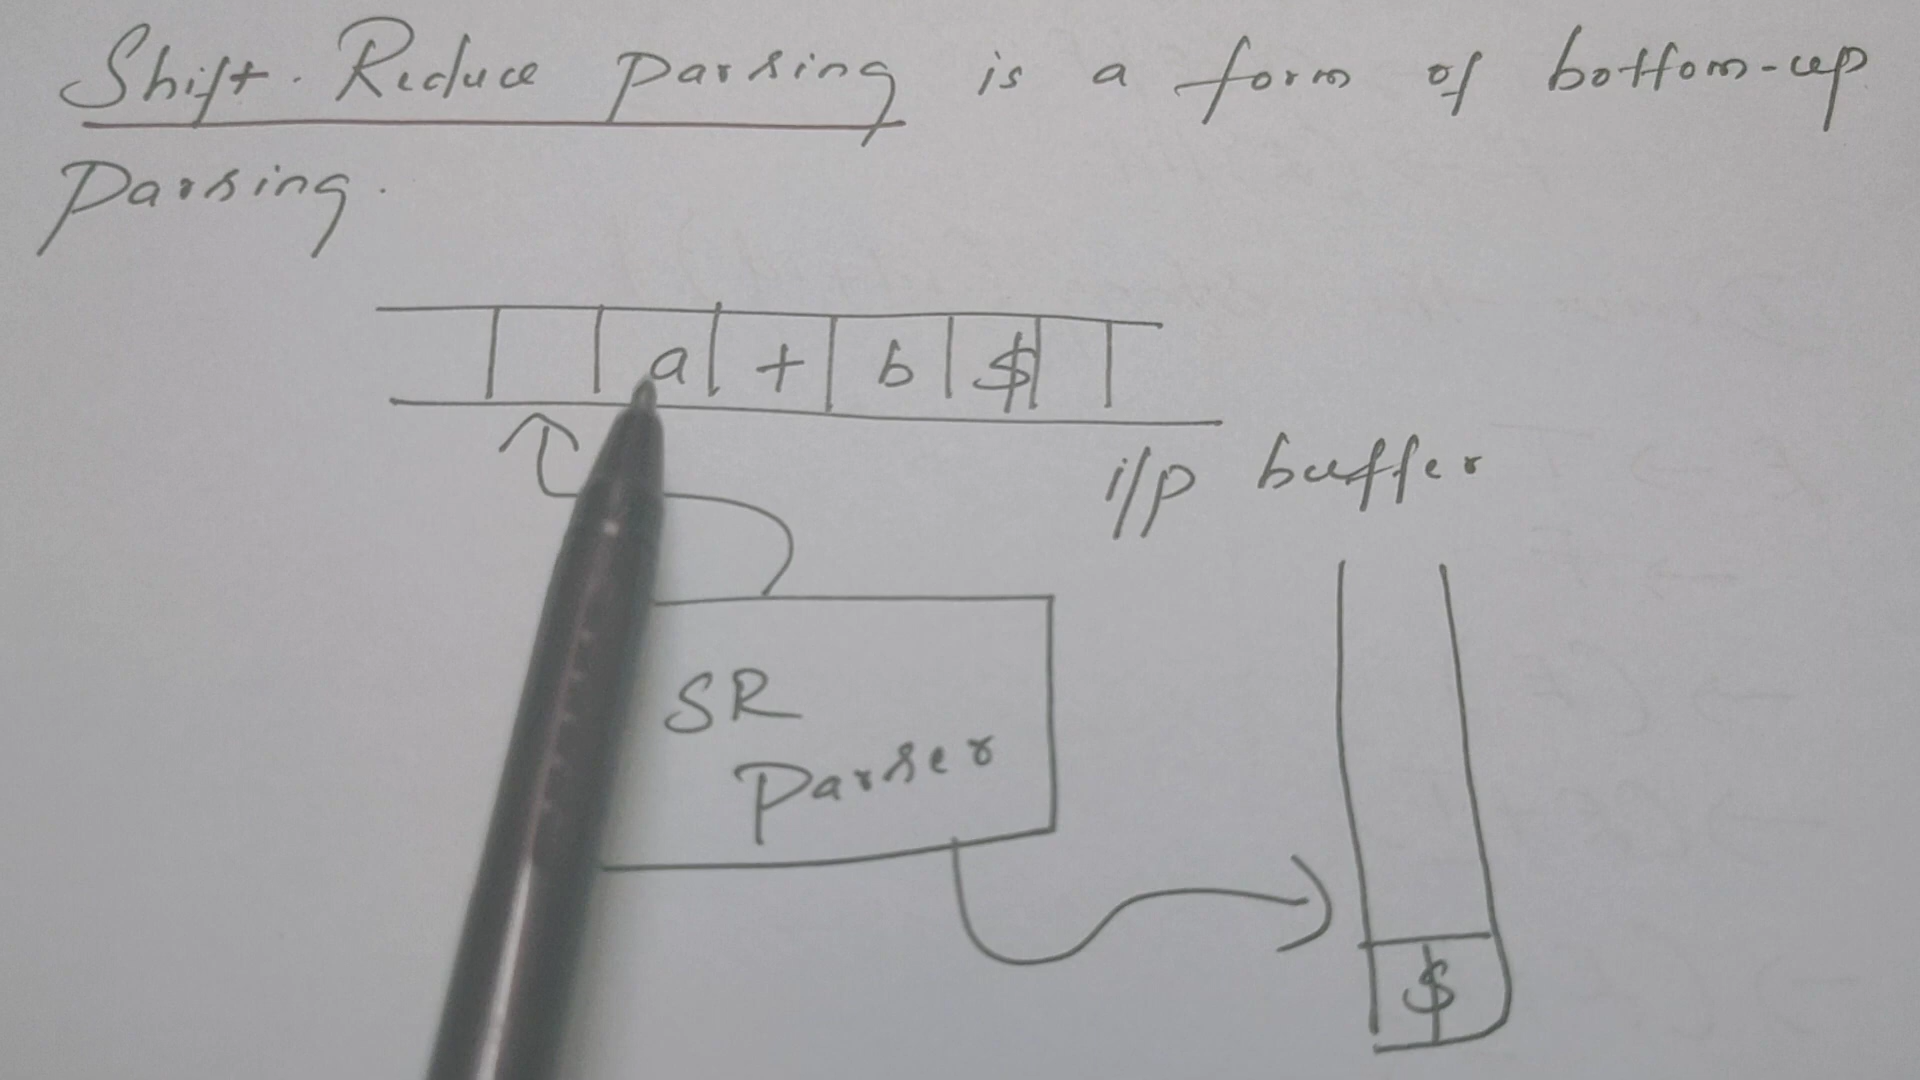 Shift-Reduce parsing is a form of bottom-up
Parsing.
a + b $
i/p buffer
SR
Parser
$